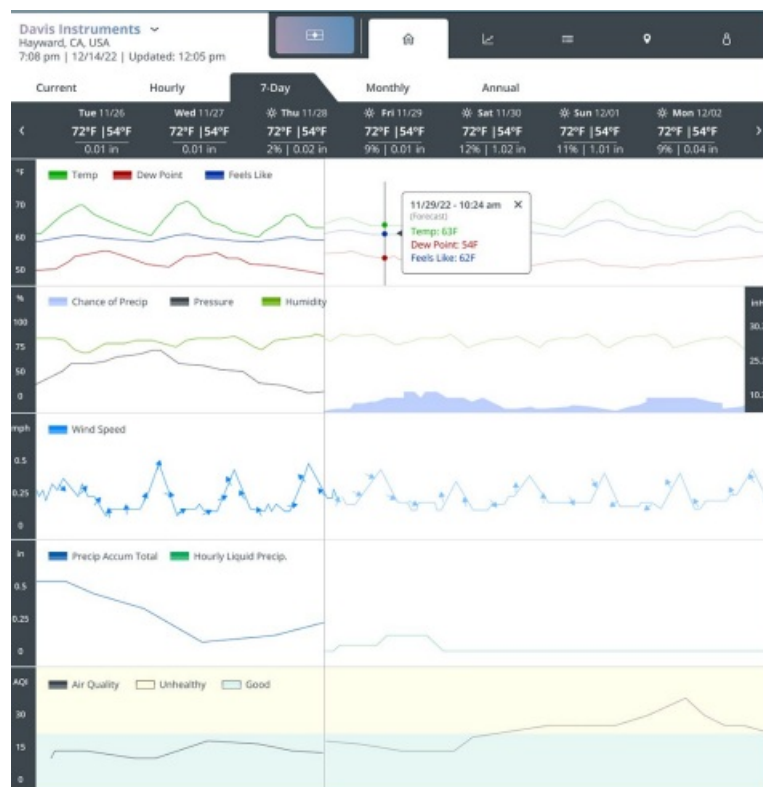 Davis Instruments
Hayward, CA, USA
7:08 pm | 12/14/22 | Updated: 12:05 pm
Current Hourly 7-Day Monthly Annual
Tue 11/26 Wed 11/27 Thu 11/28 Fri 11/29 Sat 11/30 Sun 12/01 Mon 12/02
72°F |54°F 72°F |54°F 72°F |54°F 72°F |54°F 72°F |54°F 72°F |54°F 72°F |54°F
0.01 in 0.01 in 2% | 0.02 in 9% | 0.01 in 12% | 1.02 in 11% | 1.01 in 9% | 0.04 in
°F Temp Dew Point Feels Like
70
60
50
11/29/22 - 10:24 am X
(Forecast)
Temp: 63F
Dew Point: 54F
Feels Like: 62F
% Chance of Precip Pressure Humidity
100
75
50
0
30.
25.
10.
mph Wind Speed
0.5
0.25
0
in Precip Accum Total Hourly Liquid Precip.
0.5
0.25
0
AQI Air Quality Unhealthy Good
30
15
0